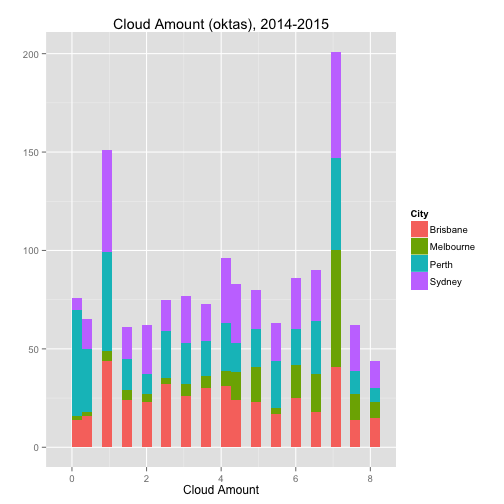 Cloud Amount (oktas), 2014-2015
200
150
100
50
0
0 2 4 6 8
Cloud Amount
City
Brisbane
Melbourne
Perth
Sydney